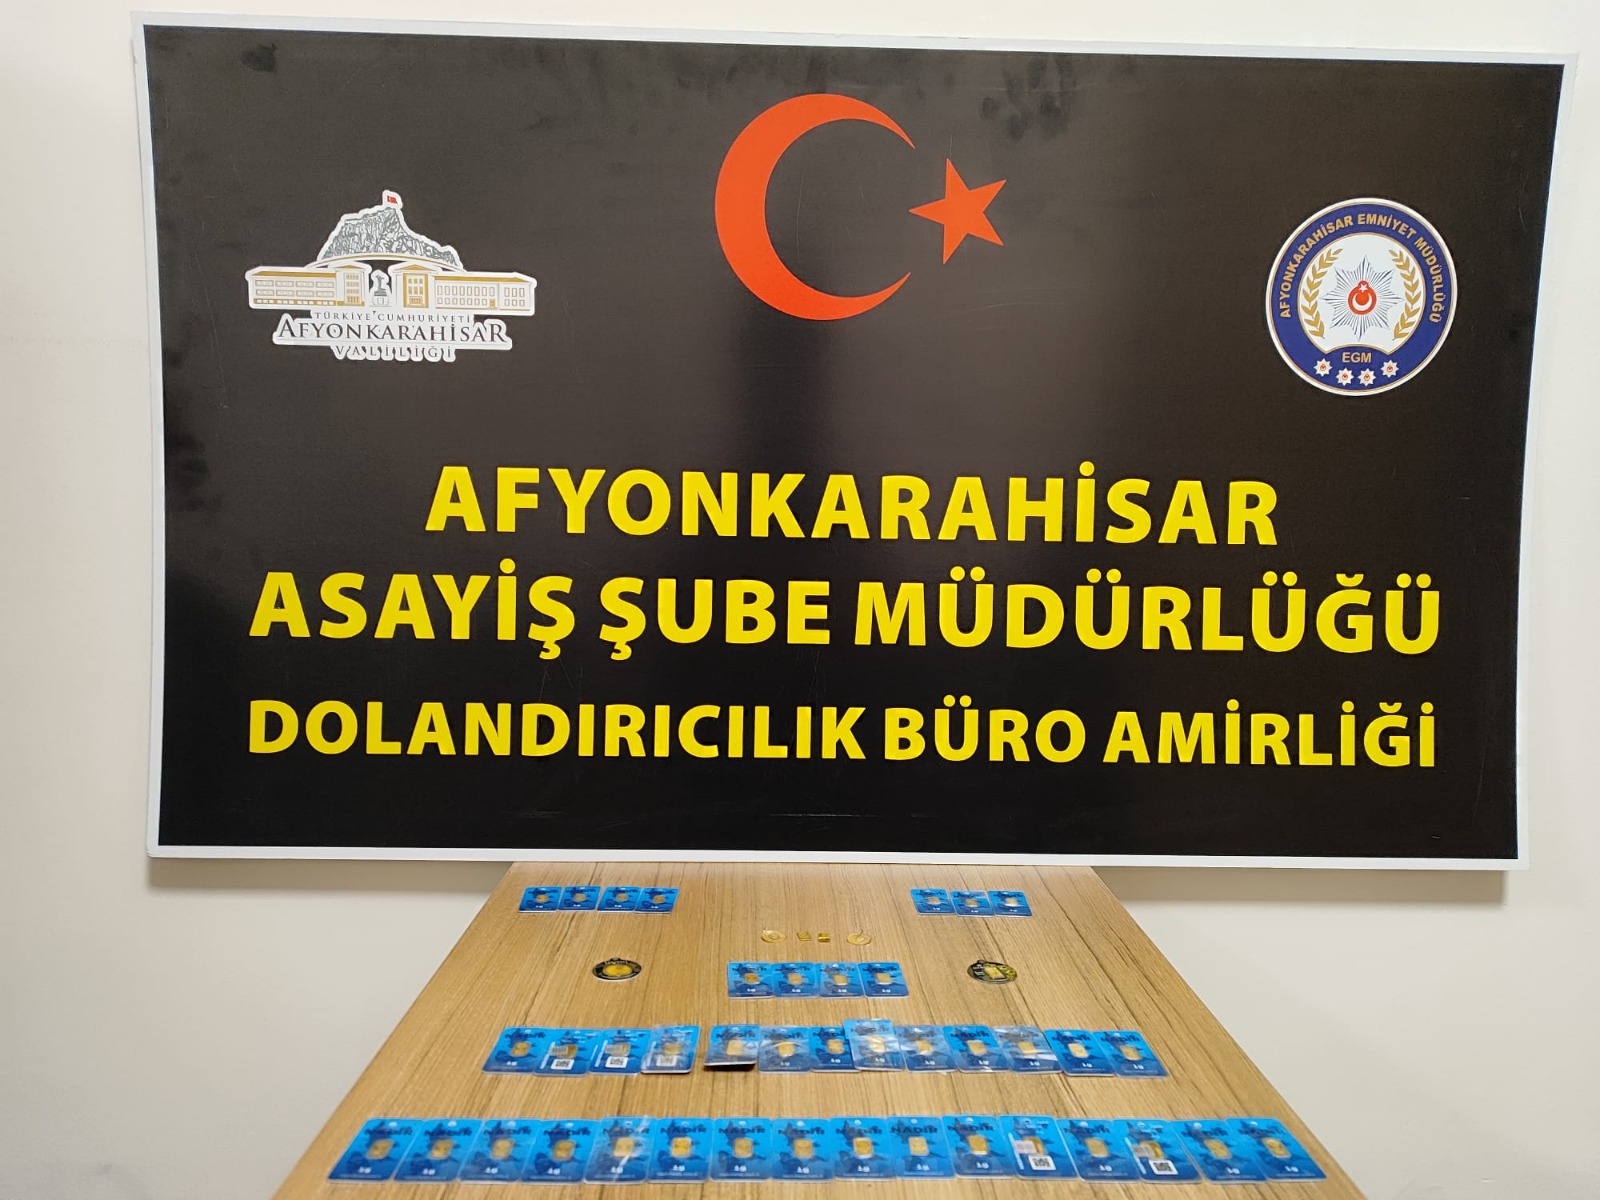 TÜRKİYE CUMHURİYETİ
AFYONKARAHİSAR
VALİLİĞİ
AFYONKARAHİSAR EMNİYET MÜDÜRLÜĞÜ
EGM
AFYONKARAHİSAR
ASAYİŞ ŞUBE MÜDÜRLÜĞÜ
DOLANDIRICILIK BÜRO AMİRLİĞİ
NADİR